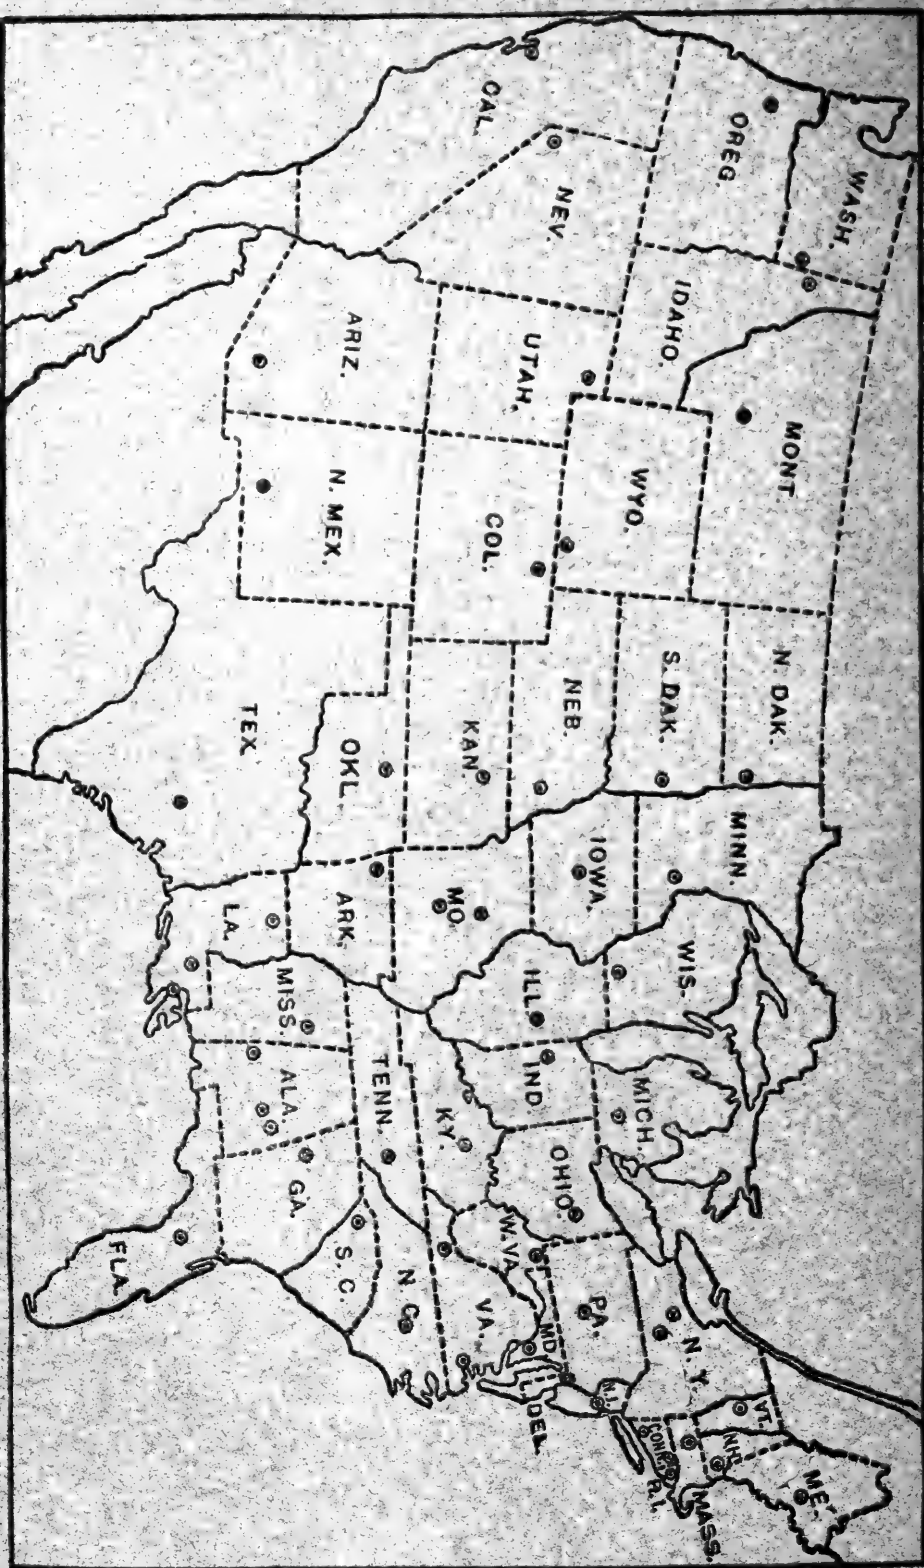 WASH.
OREG.
CAL.
NEV.
IDAHO.
MONT.
WYO.
UTAH.
COL.
ARIZ.
N. MEX.
N. DAK.
S. DAK.
NEB.
KAN.
OKL.
TEX.
MINN.
IOWA.
MO.
ARK.
LA.
WIS.
ILL.
MICH.
IND.
OHIO.
KY.
TENN.
MISS.
ALA.
GA.
FLA.
S. C.
N. C.
VA.
W. VA.
MD.
DEL.
PA.
N. J.
N. Y.
CONN.
R. I.
MASS.
VT.
N. H.
ME.